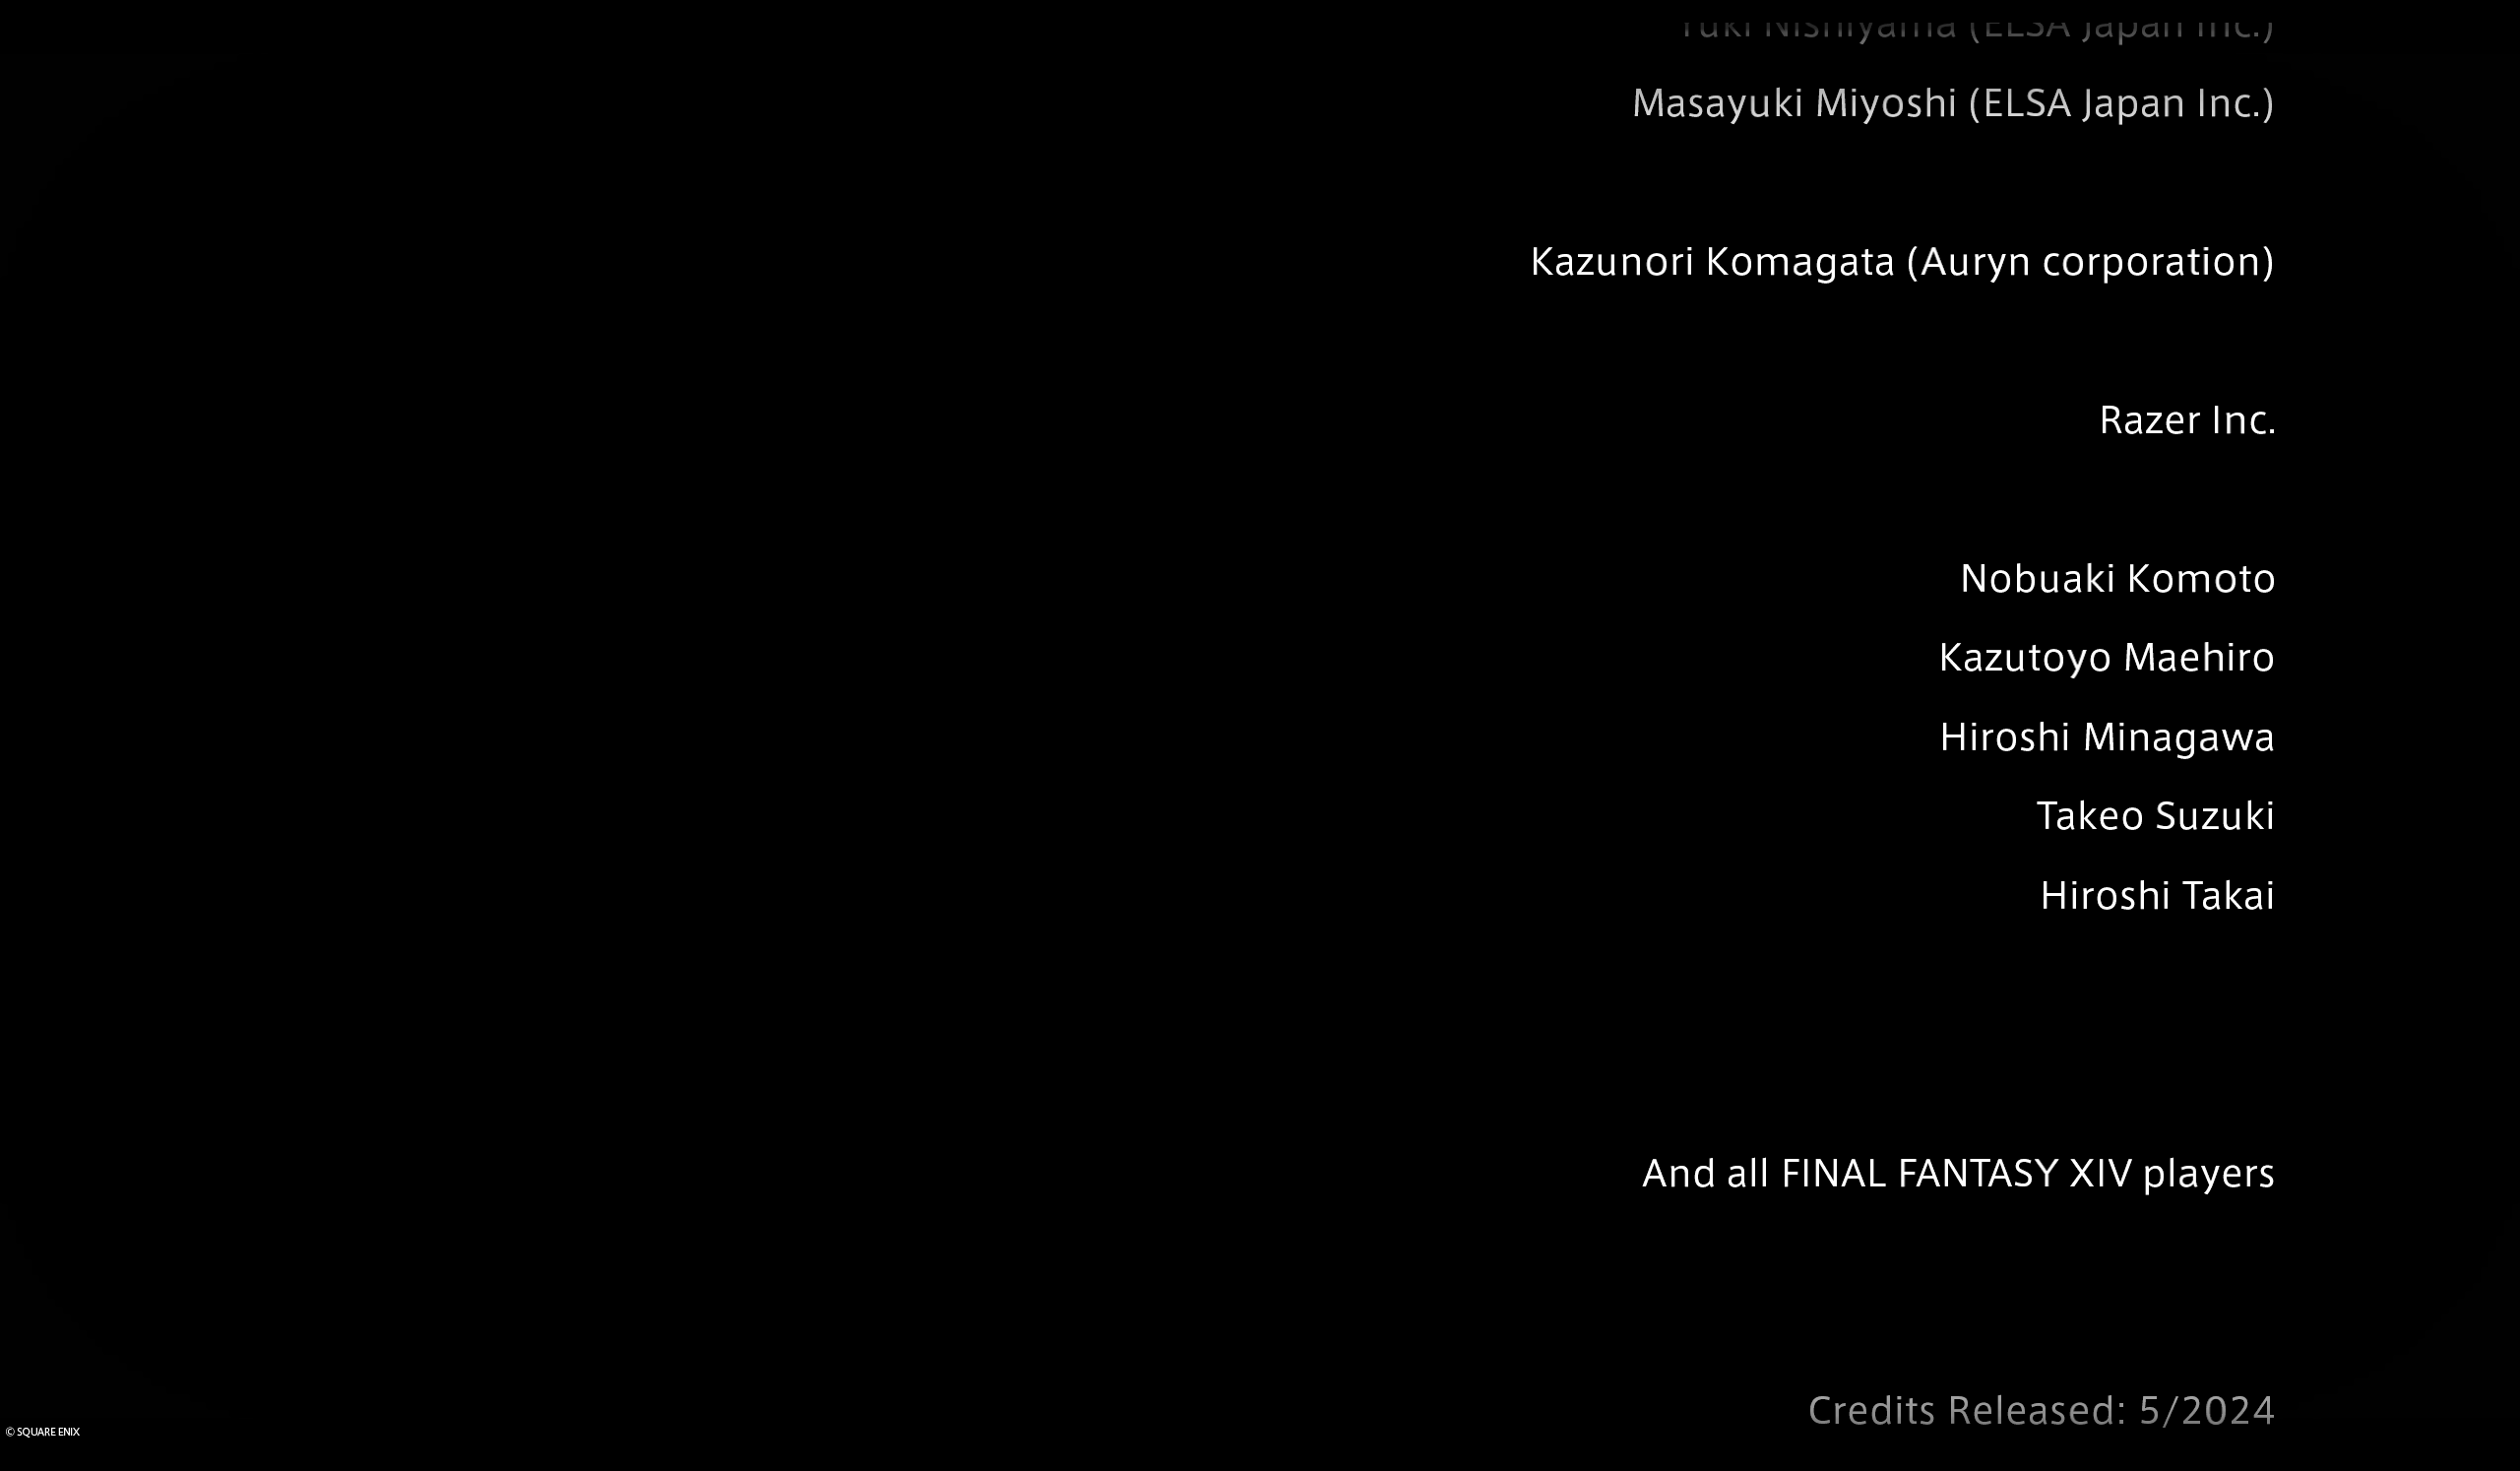 Yuki Nishiyama (ELSA Japan Inc.)
Masayuki Miyoshi (ELSA Japan Inc.)
Kazunori Komagata (Auryn corporation)
Razer Inc.
Nobuaki Komoto
Kazutoyo Maehiro
Hiroshi Minagawa
Takeo Suzuki
Hiroshi Takai
And all FINAL FANTASY XIV players
Credits Released: 5/2024
© SQUARE ENIX